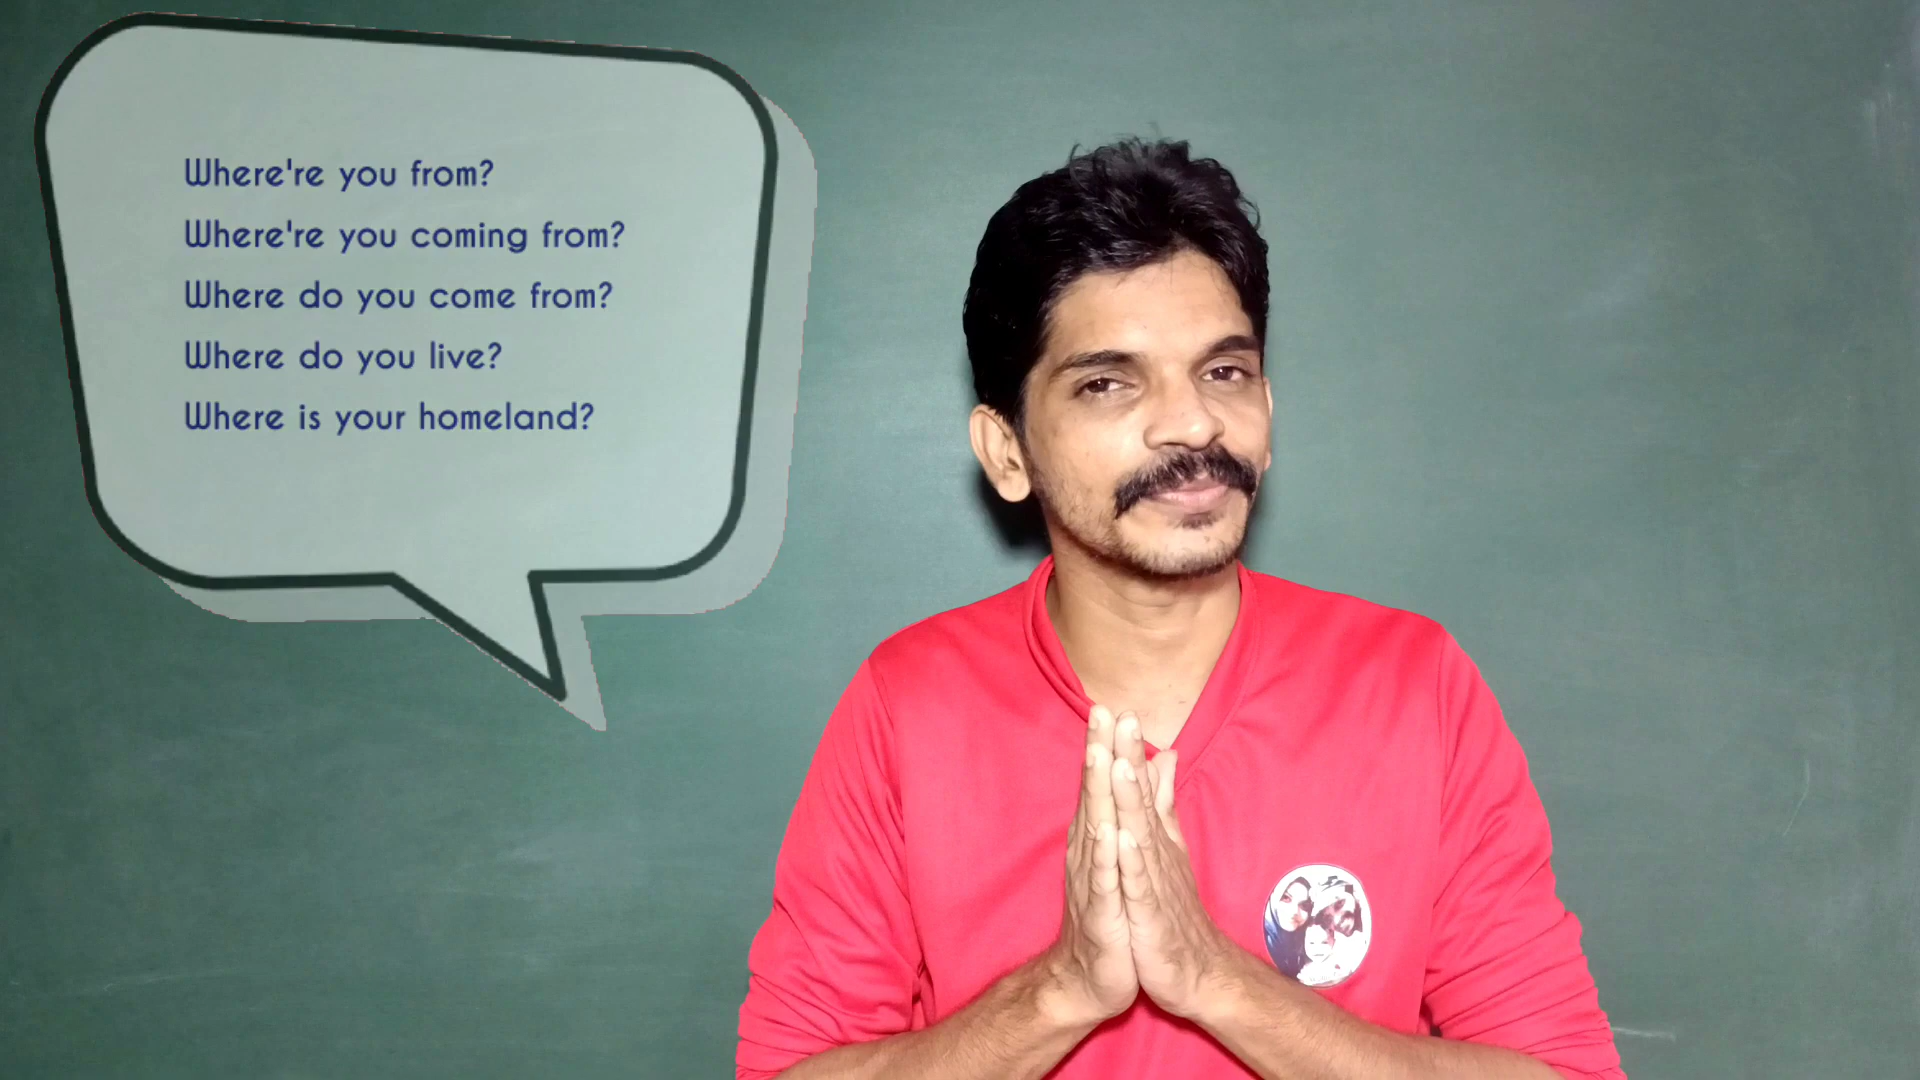 Where're you from?
Where're you coming from?
Where do you come from?
Where do you live?
Where is your homeland?